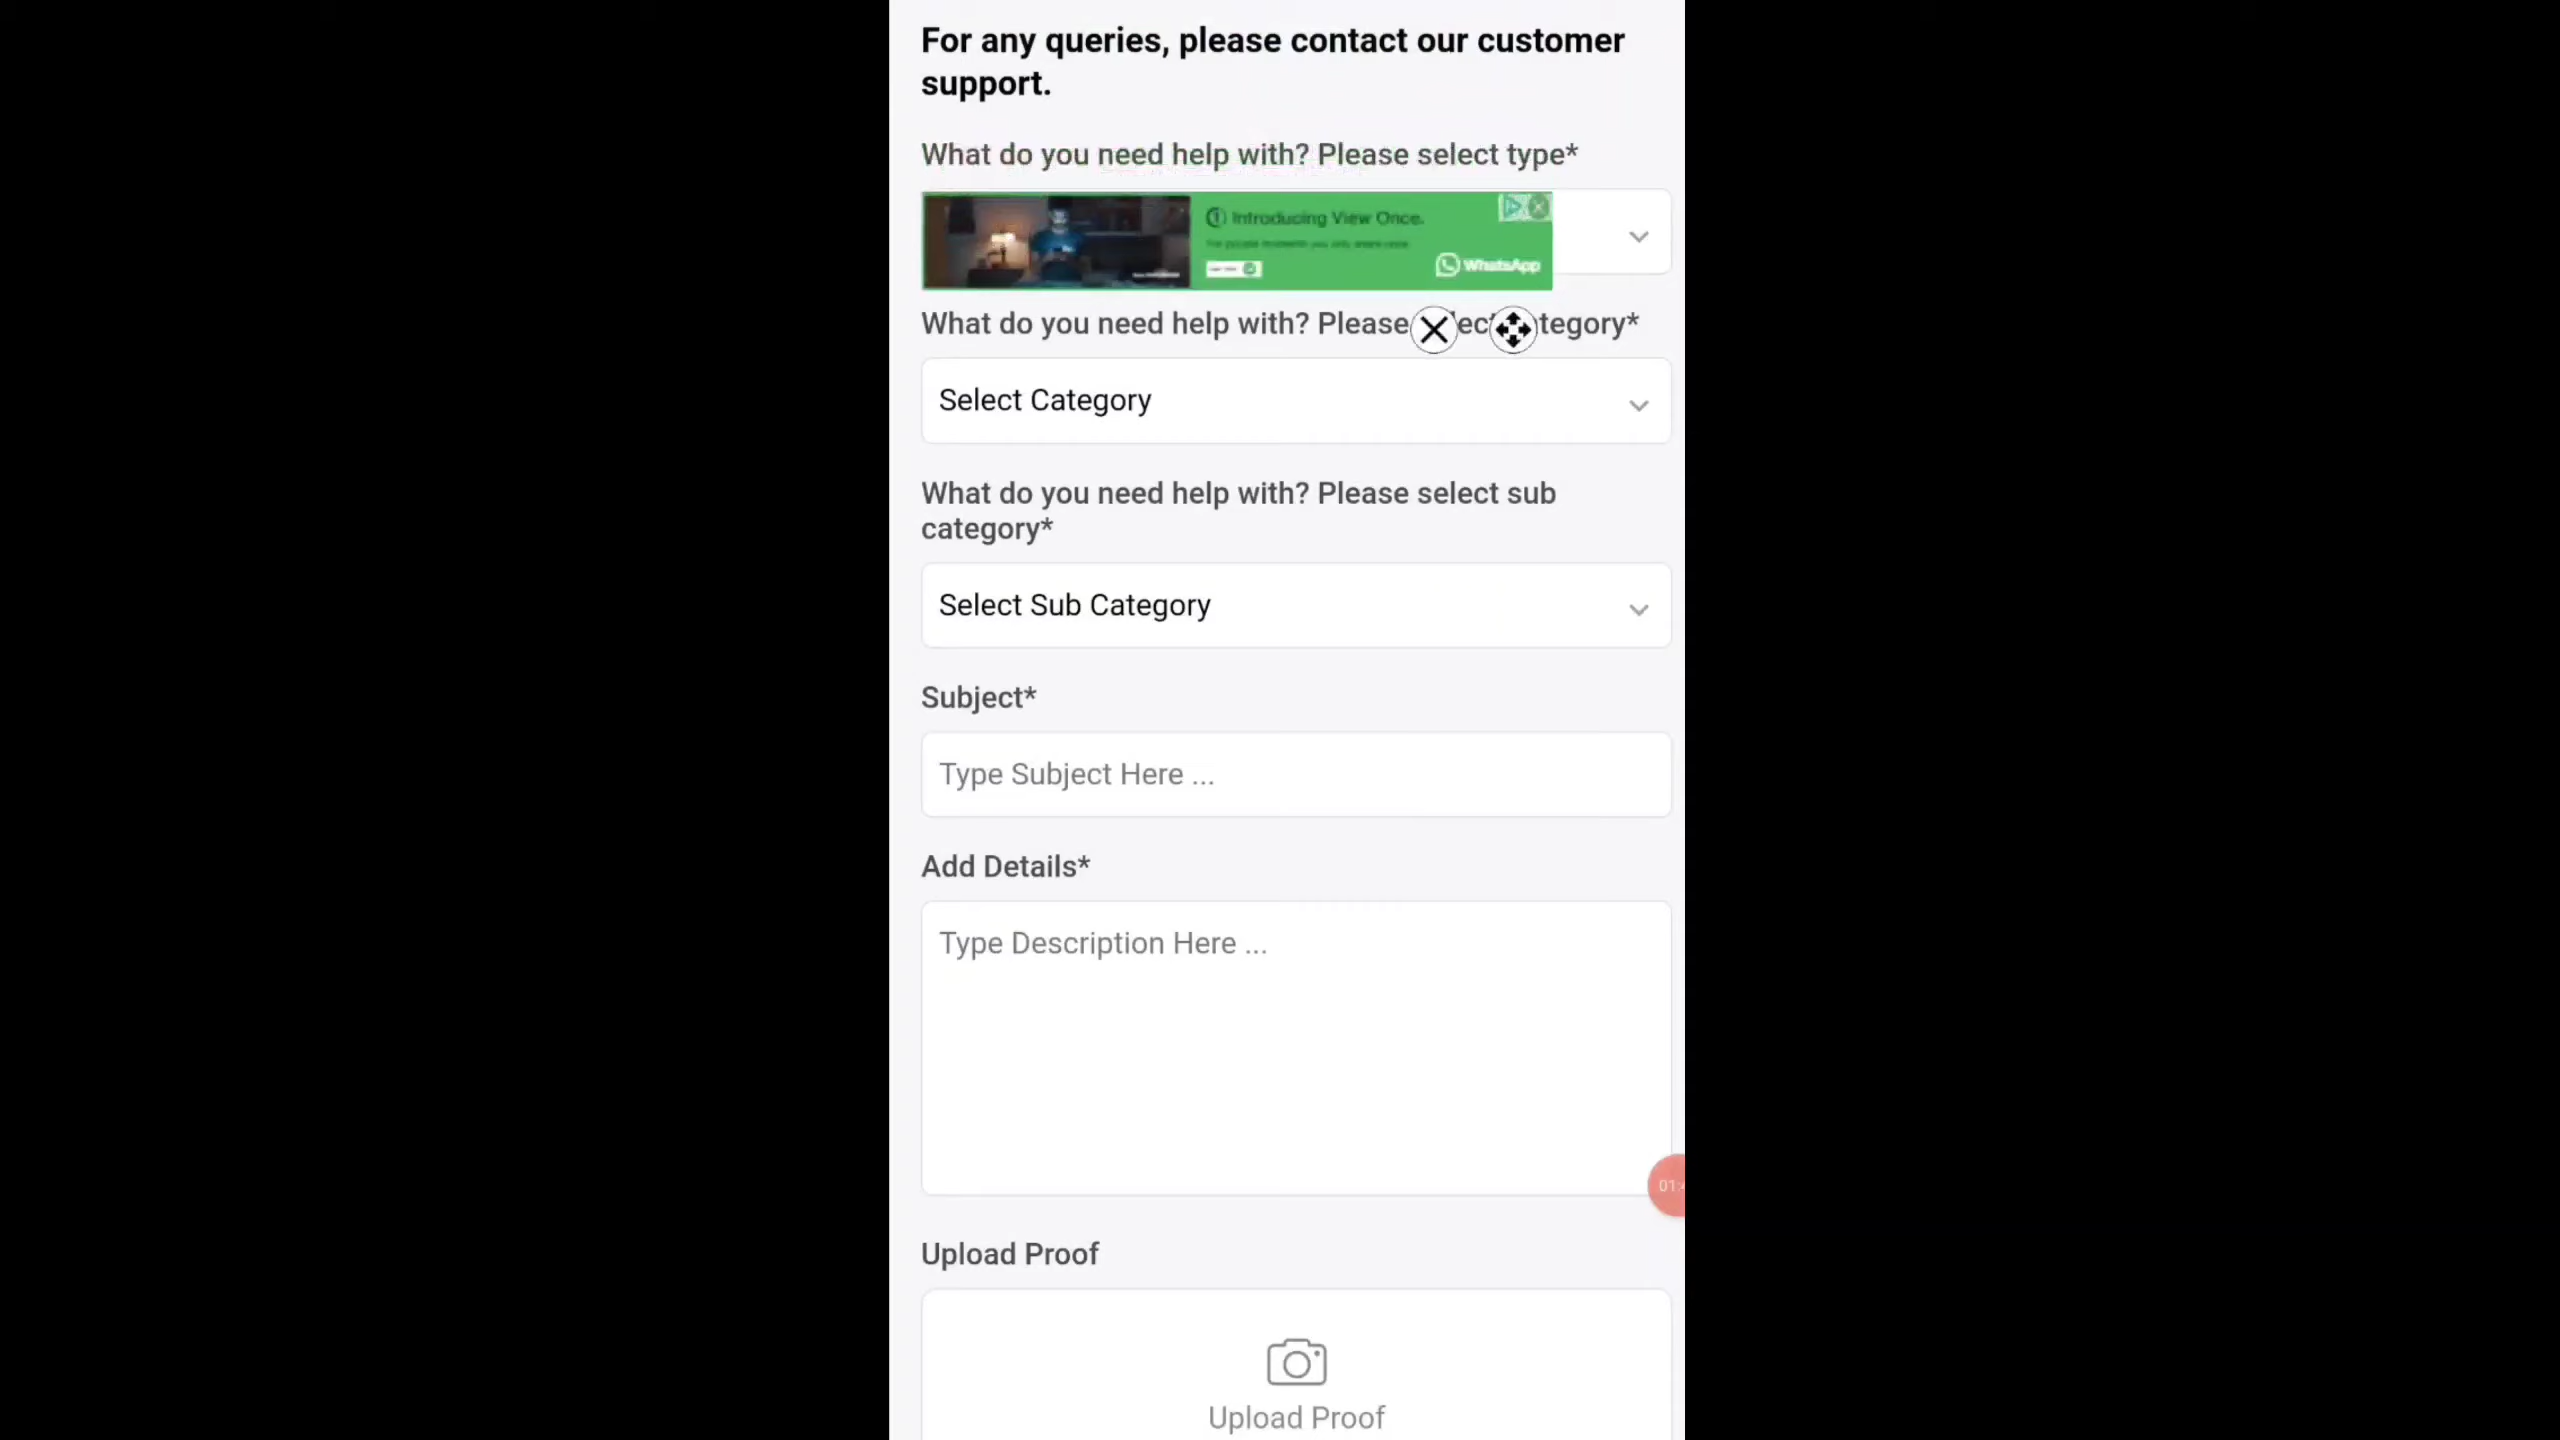 For any queries, please contact our customer
support.
What do you need help with? Please select type*
Introducing View Once.
WhatsApp
What do you need help with? Please tegory*
Select Category
What do you need help with? Please select sub
category*
Select Sub Category
Subject*
Type Subject Here ...
Add Details*
Type Description Here ...
01:4
Upload Proof
Upload Proof